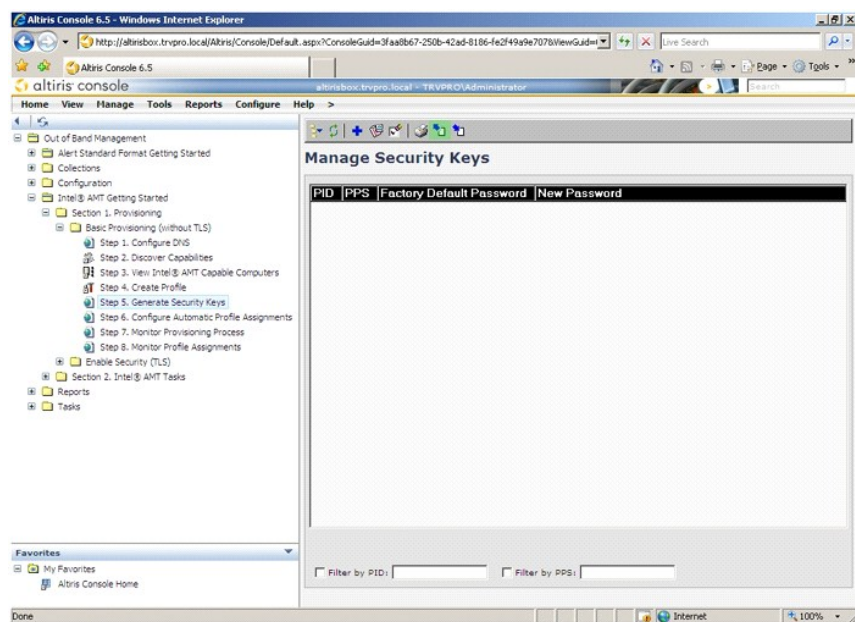 Altiris Console 6.5 - Windows Internet Explorer
http://altirisbox.trvpro.local/Altiris/Console/Default.aspx?ConsoleGuid=3faa8b67-250b-42ad-8186-fe2f49a9e707&ViewGuid=
Live Search
Altiris Console 6.5
Page
Tools
altiris console
altirisbox.trvpro.local - TRVPRO\Administrator
Search
Home View Manage Tools Reports Configure Help >
Out of Band Management
Alert Standard Format Getting Started
Collections
Configuration
Intel® AMT Getting Started
Section 1. Provisioning
Basic Provisioning (without TLS)
Step 1. Configure DNS
Step 2. Discover Capabilities
Step 3. View Intel® AMT Capable Computers
Step 4. Create Profile
Step 5. Generate Security Keys
Step 6. Configure Automatic Profile Assignments
Step 7. Monitor Provisioning Process
Step 8. Monitor Profile Assignments
Enable Security (TLS)
Section 2. Intel® AMT Tasks
Reports
Tasks
Manage Security Keys
PID PPS Factory Default Password New Password
Filter by PID:
Filter by PPS:
Favorites
My Favorites
Altiris Console Home
Done
Internet
100%